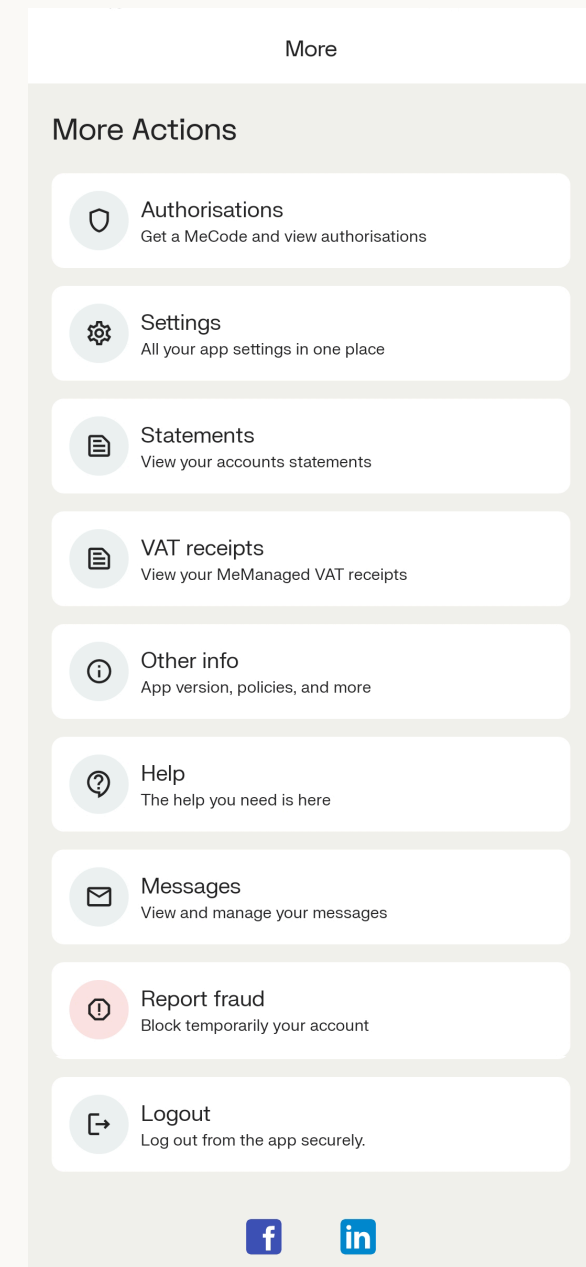 More
More Actions
Authorisations
Get a MeCode and view authorisations
Settings
All your app settings in one place
Statements
View your accounts statements
VAT receipts
View your MeManaged VAT receipts
Other info
App version, policies, and more
Help
The help you need is here
Messages
View and manage your messages
Report fraud
Block temporarily your account
Logout
Log out from the app securely.
f in